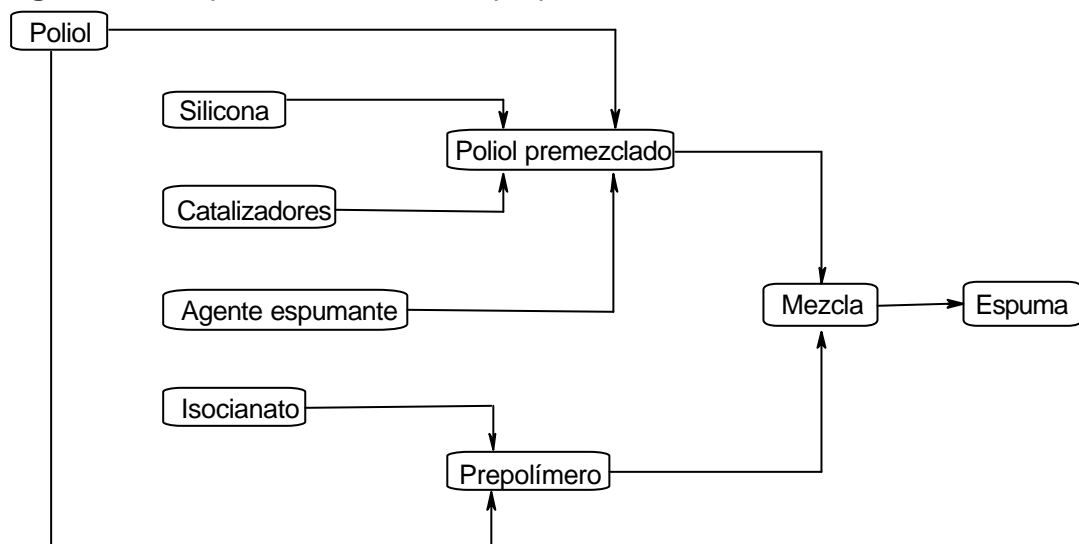 Poliol
Silicona
Poliol premezclado
Catalizadores
Agente espumante
Mezcla
Espuma
Isocianato
Prepolímero